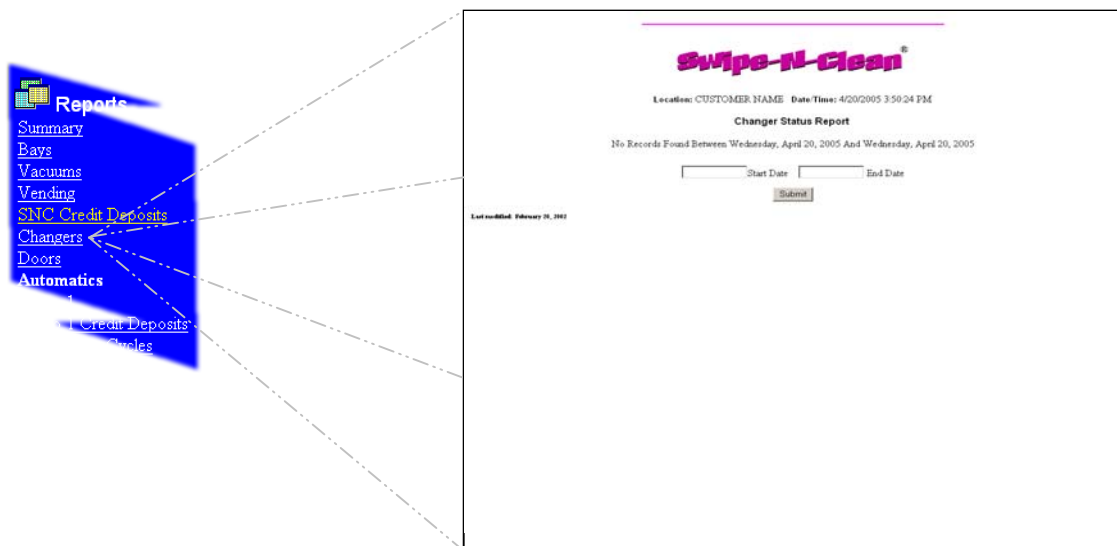 Reports
Summary
Bays
Vacuums
Vending
SNC Credit Deposits
Changers
Doors
Automatics
Credit Deposits
Cycles
Swipe-N-Clean®
Location: CUSTOMER NAME Date/Time: 4/20/2005 3:50:24 PM
Changer Status Report
No Records Found Between Wednesday, April 20, 2005 And Wednesday, April 20, 2005
Start Date End Date
Submit
Last modified: February 20, 2002